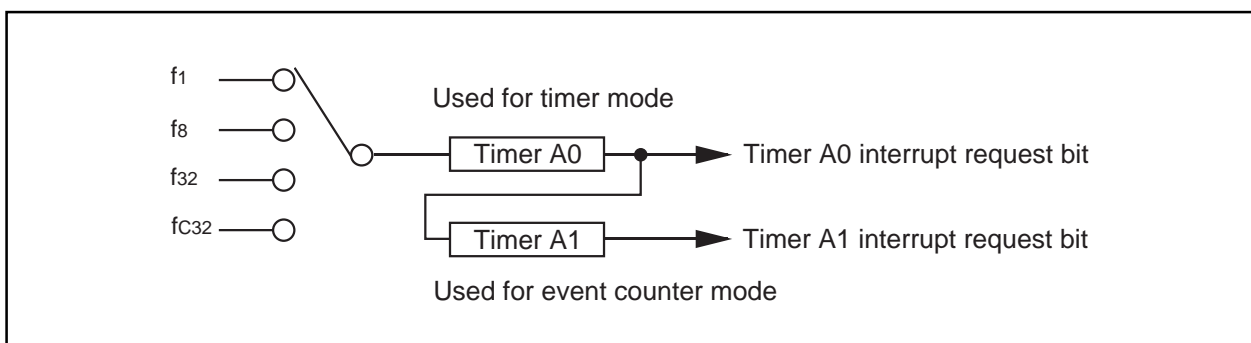 f1
Used for timer mode
f8
Timer A0
Timer A0 interrupt request bit
f32
fC32
Timer A1
Timer A1 interrupt request bit
Used for event counter mode